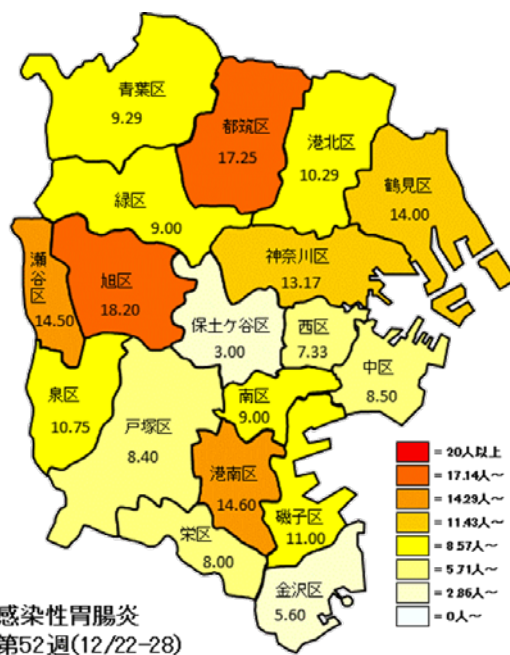 青葉区
9.29
都筑区
17.25
港北区
10.29
鶴見区
14.00
緑区
9.00
神奈川区
13.17
瀬谷区
14.50
旭区
18.20
保土ケ谷区
3.00
西区
7.33
中区
8.50
泉区
10.75
戸塚区
8.40
南区
9.00
港南区
14.60
磯子区
11.00
栄区
8.00
金沢区
5.60
= 20人以上
= 17.14人～
= 14.29人～
= 11.43人～
= 8.57人～
= 5.71人～
= 2.86人～
= 0人～
感染性胃腸炎
第52週(12/22-28)